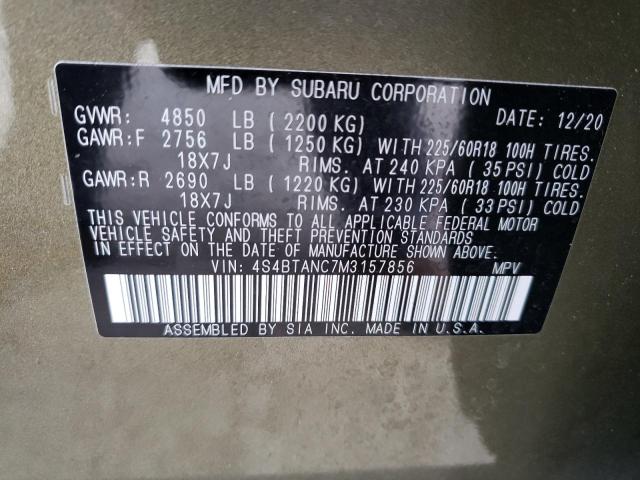 MFD BY SUBARU CORPORATION
GVWR: 4850 LB (2200 KG) DATE: 12/20
GAWR:F 2756 LB (1250 KG) WITH 225/60R18 100H TIRES.
18X7J RIMS. AT 240 KPA (35 PSI) COLD
GAWR:R 2690 LB (1220 KG) WITH 225/60R18 100H TIRES.
18X7J RIMS. AT 230 KPA (33 PSI) COLD
THIS VEHICLE CONFORMS TO ALL APPLICABLE FEDERAL MOTOR
VEHICLE SAFETY AND THEFT PREVENTION STANDARDS
IN EFFECT ON THE DATE OF MANUFACTURE SHOWN ABOVE.
VIN: 4S4BTANC7M3157856 MPV
ASSEMBLED BY SIA INC. MADE IN U.S.A.